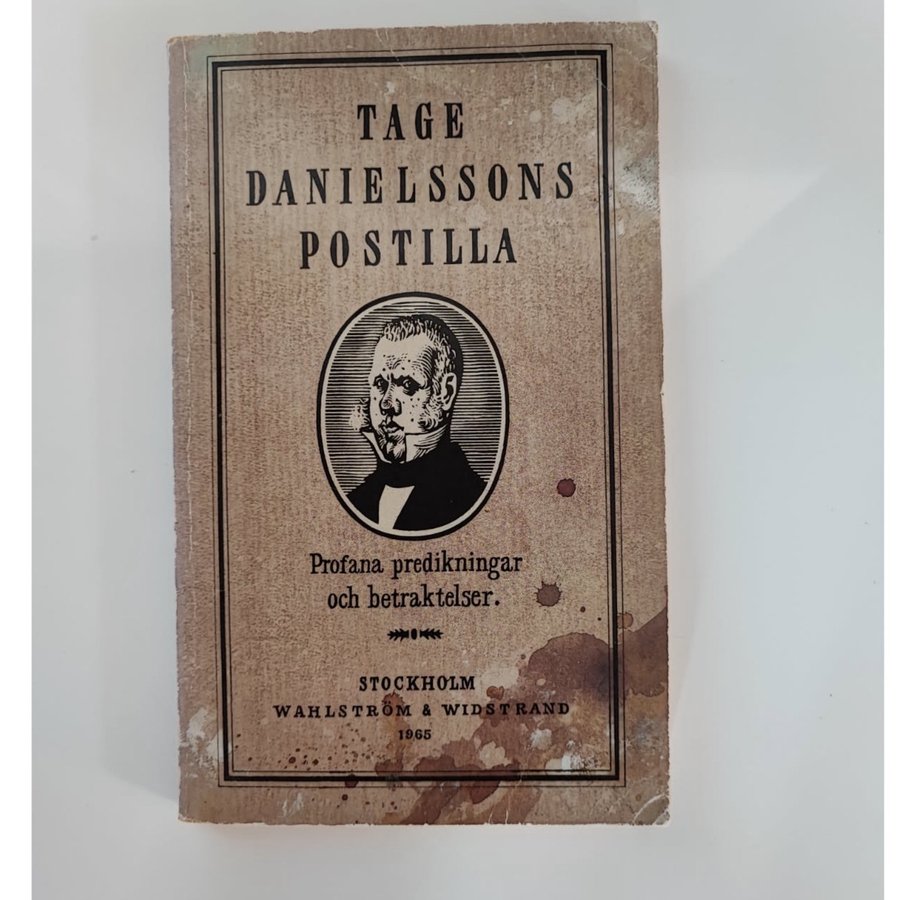 TAGE
DANIELSSONS
POSTILLA
Profana predikningar
och betraktelser.
STOCKHOLM
WAHLSTRÖM & WIDSTRAND
1965